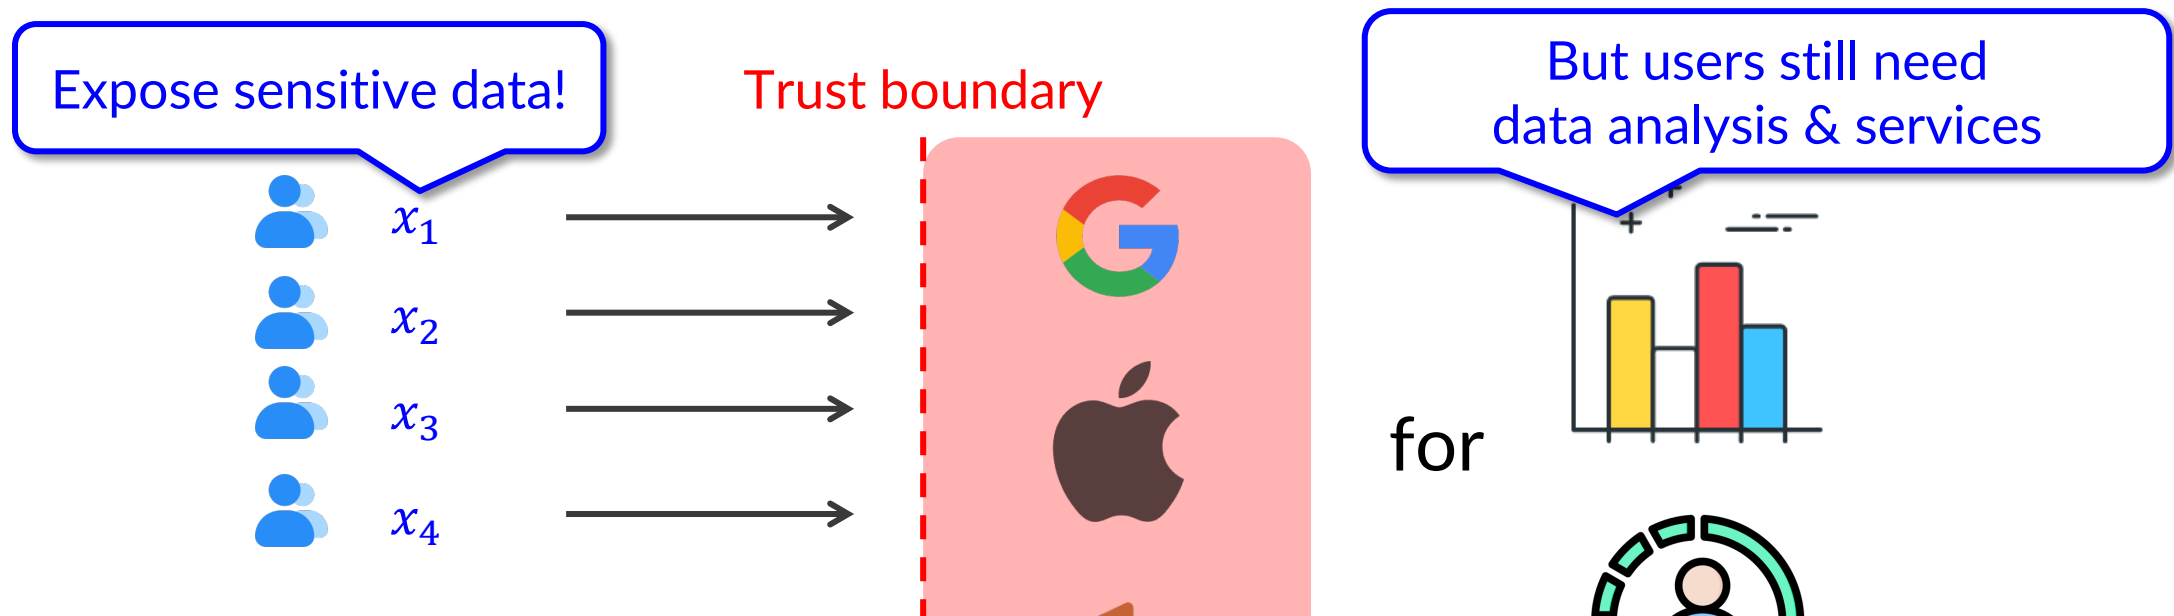 Expose sensitive data!
Trust boundary
But users still need
data analysis & services
x₁
x₂
x₃
x₄
for